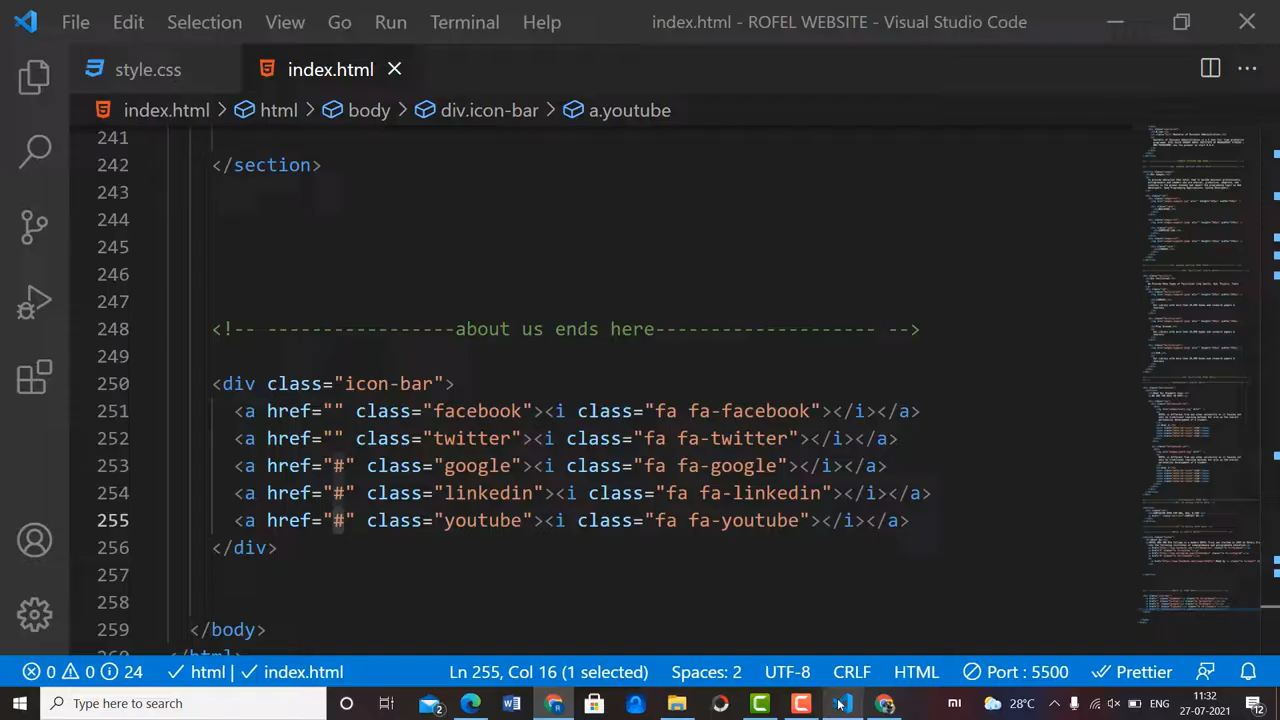 File Edit Selection View Go Run Terminal Help index.html - ROFEL WEBSITE - Visual Studio Code
style.css index.html
index.html > html > body > div.icon-bar > a.youtube
241
242 </section>
243
244
245
246
247
248 <!-- -----------------about us ends here-------------------- -->
249
250 <div class="icon-bar">
251 <a href="" class="facebook"><i class="fa fa-facebook"></i></a>
252 <a href="" class="twitter"><i class="fa fa-twitter"></i></a>
253 <a href="#" class="google"><i class="fa fa-google"></i></a>
254 <a href="#" class="linkedin"><i class="fa fa-linkedin"></i></a>
255 <a href="#" class="youtube"><i class="fa fa-youtube"></i></a>
256 </div>
257
258
259 </body>
260 </html>
0 0 24 html | index.html Ln 255, Col 16 (1 selected) Spaces: 2 UTF-8 CRLF HTML Port : 5500 Prettier
Type here to search 2 mi 28°C ENG 11:32
27-07-2021 12